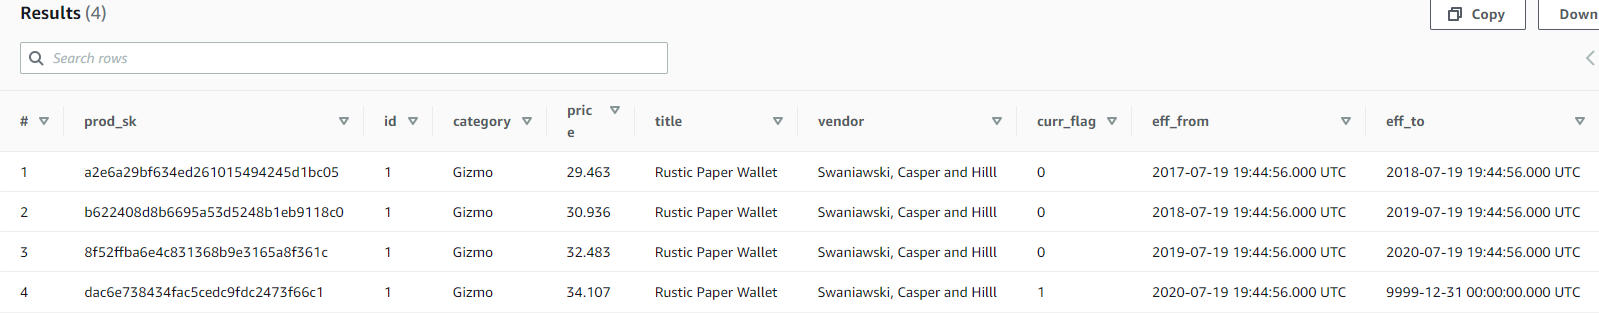 Results (4)
Copy
Down
Search rows
# prod_sk id category price title vendor curr_flag eff_from eff_to
1 a2e6a29bf634ed261015494245d1bc05 1 Gizmo 29.463 Rustic Paper Wallet Swaniawski, Casper and Hilll 0 2017-07-19 19:44:56.000 UTC 2018-07-19 19:44:56.000 UTC
2 b622408d8b6695a53d5248b1eb9118c0 1 Gizmo 30.936 Rustic Paper Wallet Swaniawski, Casper and Hilll 0 2018-07-19 19:44:56.000 UTC 2019-07-19 19:44:56.000 UTC
3 8f52ffba6e4c831368b9e3165a8f361c 1 Gizmo 32.483 Rustic Paper Wallet Swaniawski, Casper and Hilll 0 2019-07-19 19:44:56.000 UTC 2020-07-19 19:44:56.000 UTC
4 dac6e738434fac5cedc9fdc2473f66c1 1 Gizmo 34.107 Rustic Paper Wallet Swaniawski, Casper and Hilll 1 2020-07-19 19:44:56.000 UTC 9999-12-31 00:00:00.000 UTC